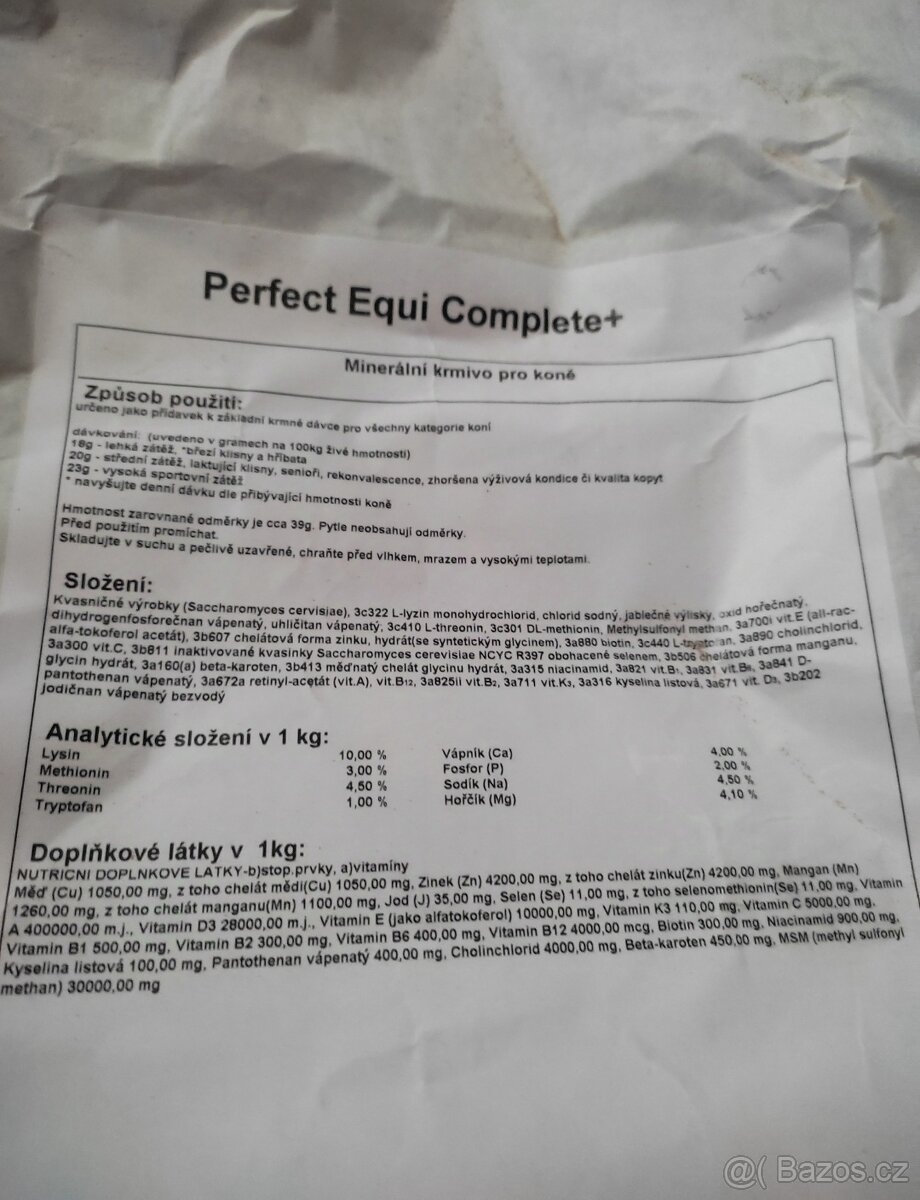 Perfect Equi Complete+
Minerální krmivo pro koně
Způsob použití:
určeno jako přídavek k základní krmné dávce pro všechny kategorie koní
dávkování: (uvedeno v gramech na 100kg živé hmotnosti)
18g - lehká zátěž, *březí klisny a hříbata
20g - střední zátěž, laktující klisny, senioři, rekonvalescence, zhoršena výživová kondice či kvalita kopyt
23g - vysoká sportovní zátěž
* navyšujte denní dávku dle přibývající hmotnosti koně
Hmotnost zarovnané odměrky je cca 39g. Pytle neobsahují odměrky.
Před použitím promíchat.
Skladujte v suchu a pečlivě uzavřené, chraňte před vlhkem, mrazem a vysokými teplotami.
Složení:
Kvasničné výrobky (Saccharomyces cervisiae), 3c322 L-lyzin monohydrochlorid, chlorid sodný, jablečné výlisky, oxid hořečnatý,
dihydrogenfosforečnan vápenatý, uhličitan vápenatý, 3c410 L-threonin, 3c301 DL-methionin, Methylsulfonyl methan, 3a700i vit.E (all-rac-
alfa-tokoferol acetát), 3b607 chelátová forma zinku, hydrát(se syntetickým glycinem), 3a880 biotin, 3c440 L-tryptofan, 3a890 cholinchlorid,
3a300 vit.C, 3b811 inaktivované kvasinky Saccharomyces cerevisiae NCYC R397 obohacené selenem, 3b506 chelátová forma manganu,
glycin hydrát, 3a160(a) beta-karoten, 3b413 měďnatý chelát glycinu hydrát, 3a315 niacinamid, 3a821 vit.B₁, 3a831 vit.B₆, 3a841 D-
pantothenan vápenatý, 3a672a retinyl-acetát (vit.A), vit.B₁₂, 3a825ii vit.B₂, 3a711 vit.K₃, 3a316 kyselina listová, 3a671 vit. D₃, 3b202
jodičnan vápenatý bezvodý
Analytické složení v 1 kg:
Lysin 10,00 % Vápník (Ca) 4,00 %
Methionin 3,00 % Fosfor (P) 2,00 %
Threonin 4,50 % Sodík (Na) 4,50 %
Tryptofan 1,00 % Hořčík (Mg) 4,10 %
Doplňkové látky v 1kg:
NUTRIČNÍ DOPLŇKOVÉ LÁTKY-b)stop.prvky, a)vitamíny
Měď (Cu) 1050,00 mg, z toho chelát mědi(Cu) 1050,00 mg, Zinek (Zn) 4200,00 mg, z toho chelát zinku(Zn) 4200,00 mg, Mangan (Mn)
1260,00 mg, z toho chelát manganu(Mn) 1100,00 mg, Jod (J) 35,00 mg, Selen (Se) 11,00 mg, z toho selenomethionin(Se) 11,00 mg, Vitamin
A 400000,00 m.j., Vitamin D3 28000,00 m.j., Vitamin E (jako alfatokoferol) 10000,00 mg, Vitamin K3 110,00 mg, Vitamin C 5000,00 mg,
Vitamin B1 500,00 mg, Vitamin B2 300,00 mg, Vitamin B6 400,00 mg, Vitamin B12 4000,00 mcg, Biotin 300,00 mg, Niacinamid 900,00 mg,
Kyselina listová 100,00 mg, Pantothenan vápenatý 400,00 mg, Cholinchlorid 4000,00 mg, Beta-karoten 450,00 mg, MSM (methyl sulfonyl
methan) 30000,00 mg
@( Bazos.cz